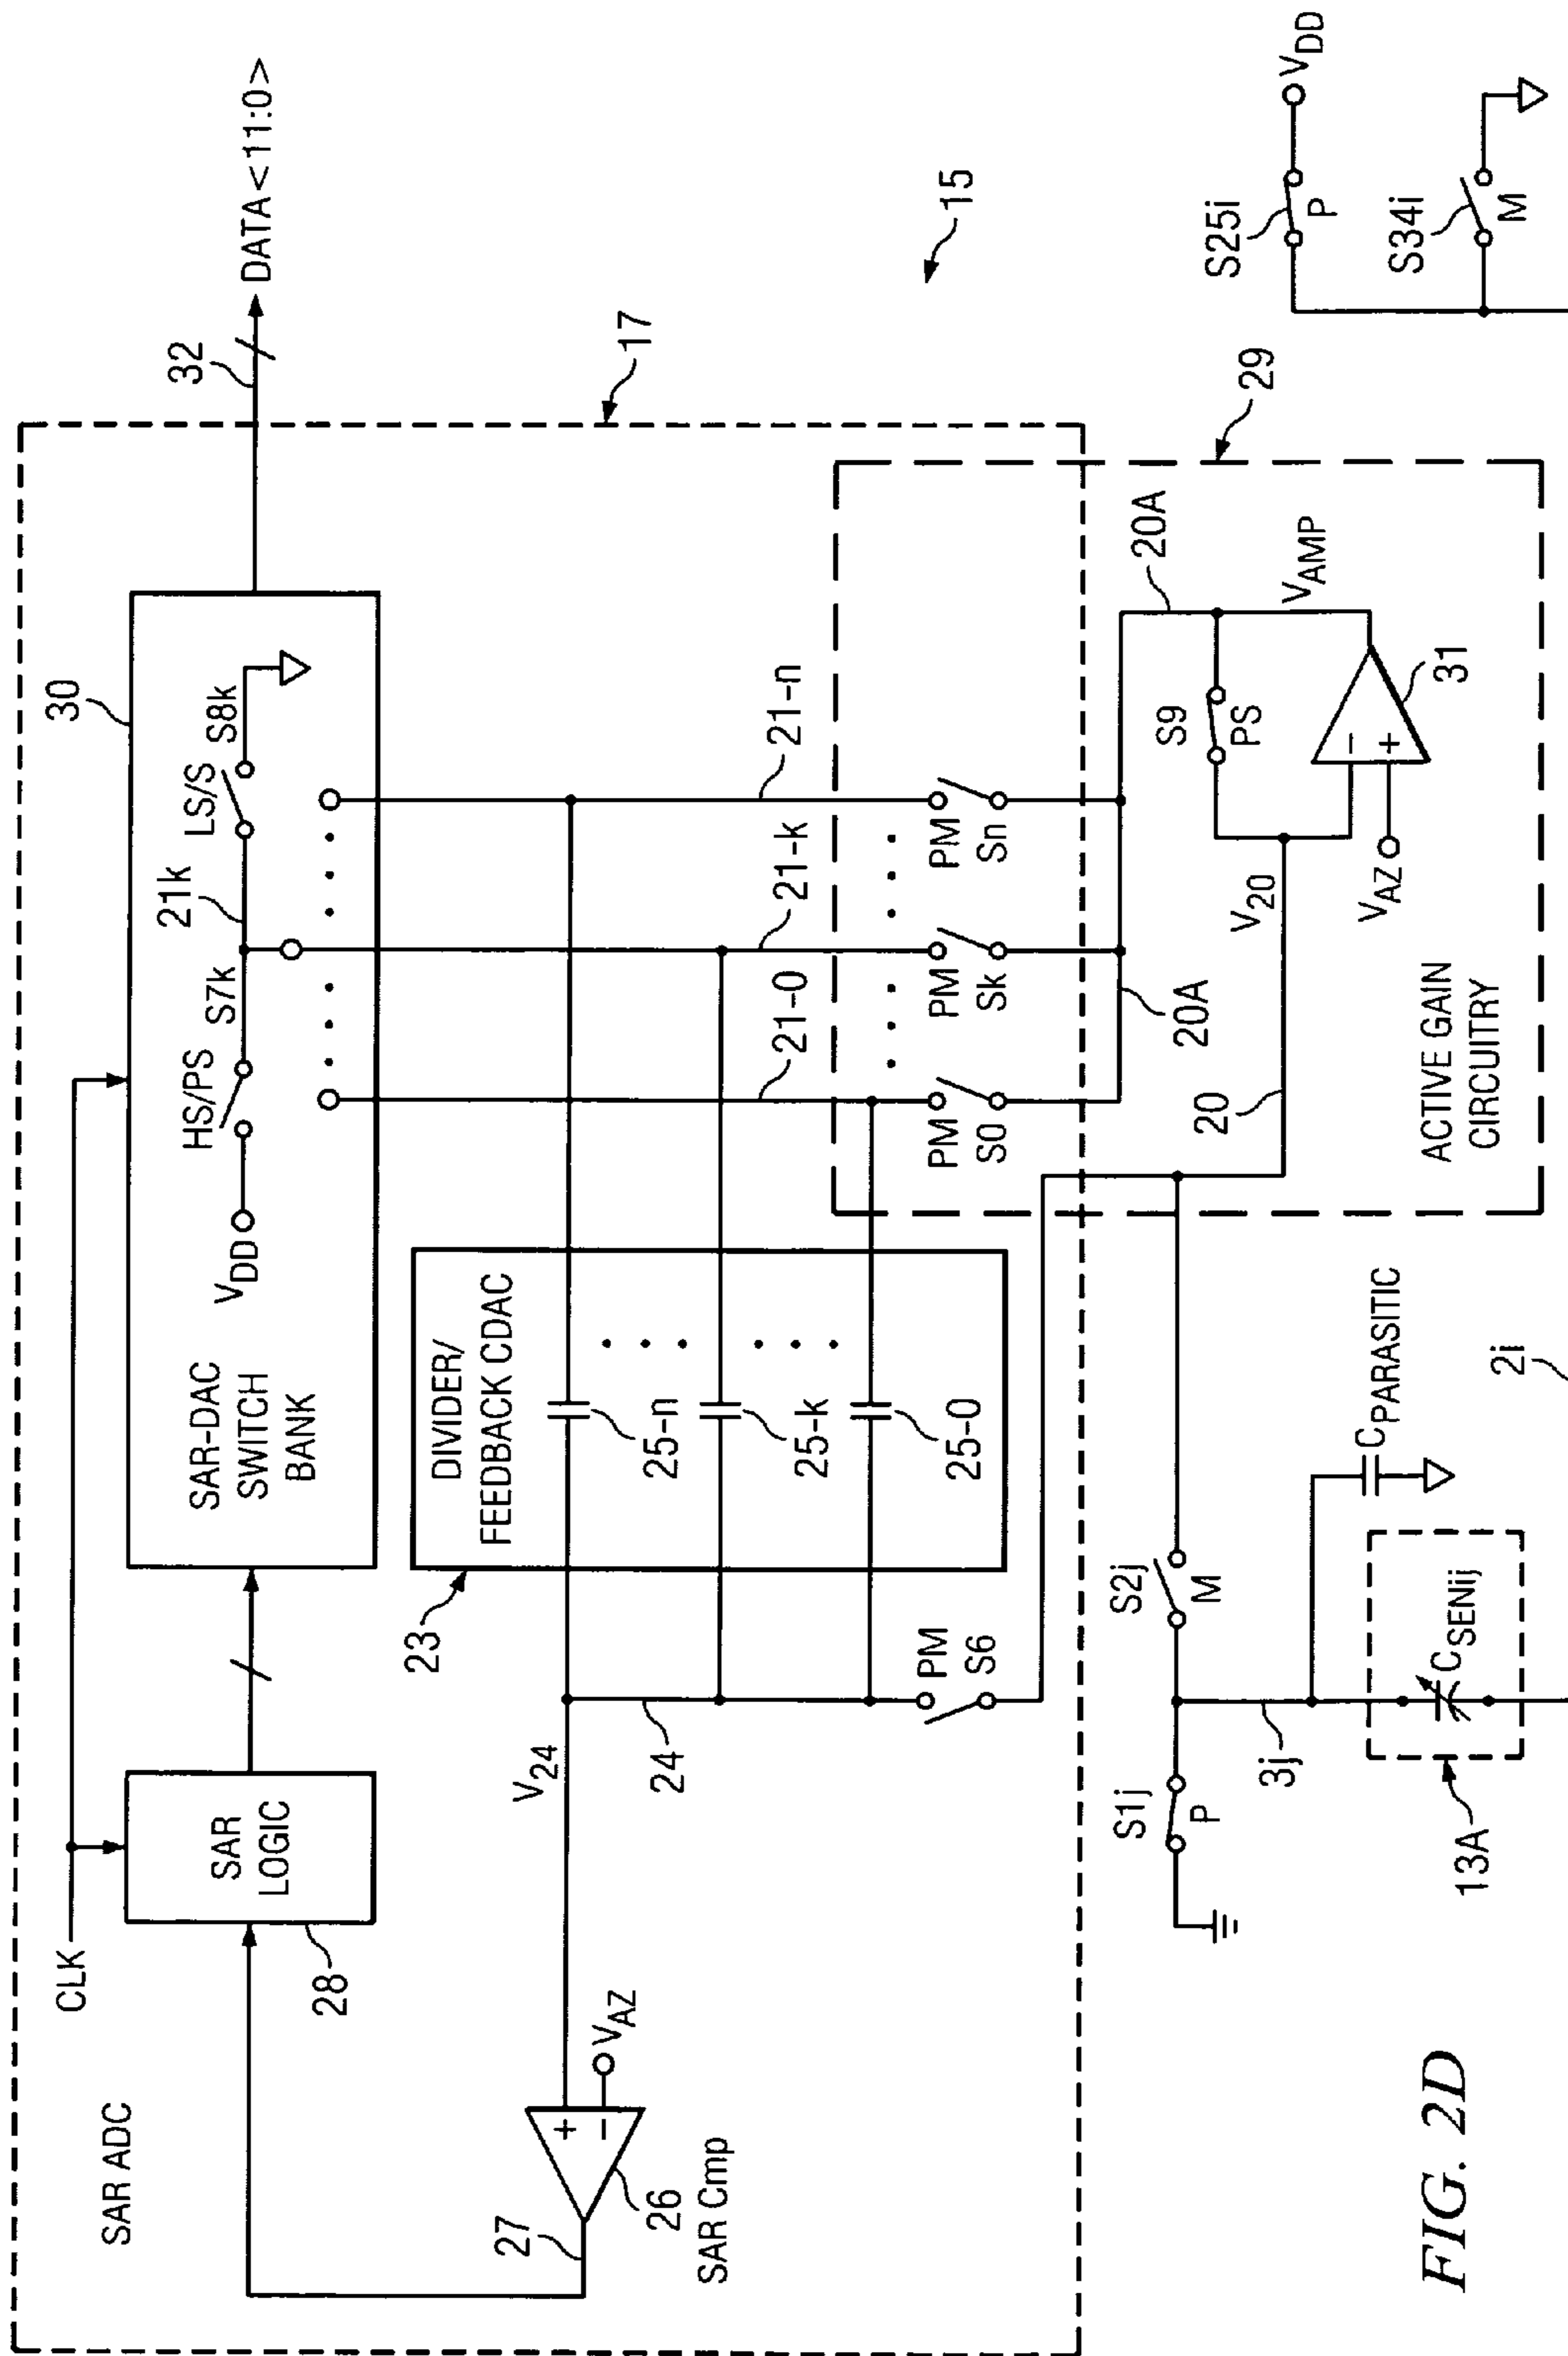 SAR ADC
CLK
SAR
LOGIC
28
30
SAR-DAC
SWITCH
BANK
VDD
HS/PS
S7k
21k
LS/S
S8k
32
DATA<11:0>
27
26
SAR Cmp
+
−
VAZ
V24
24
23
DIVIDER/
FEEDBACK CDAC
25-n
25-k
25-0
21-0
21-k
21-n
17
15
PM
S6
PM
S0
PM
Sk
PM
Sn
29
20A
20A
S9
PS
VAMP
V20
20
−
+
31
VAZ
ACTIVE GAIN
CIRCUITRY
S1j
P
S2j
M
3j
CPARASITIC
13A
CSENij
2i
S25i
P
VDD
S34i
M
FIG. 2D